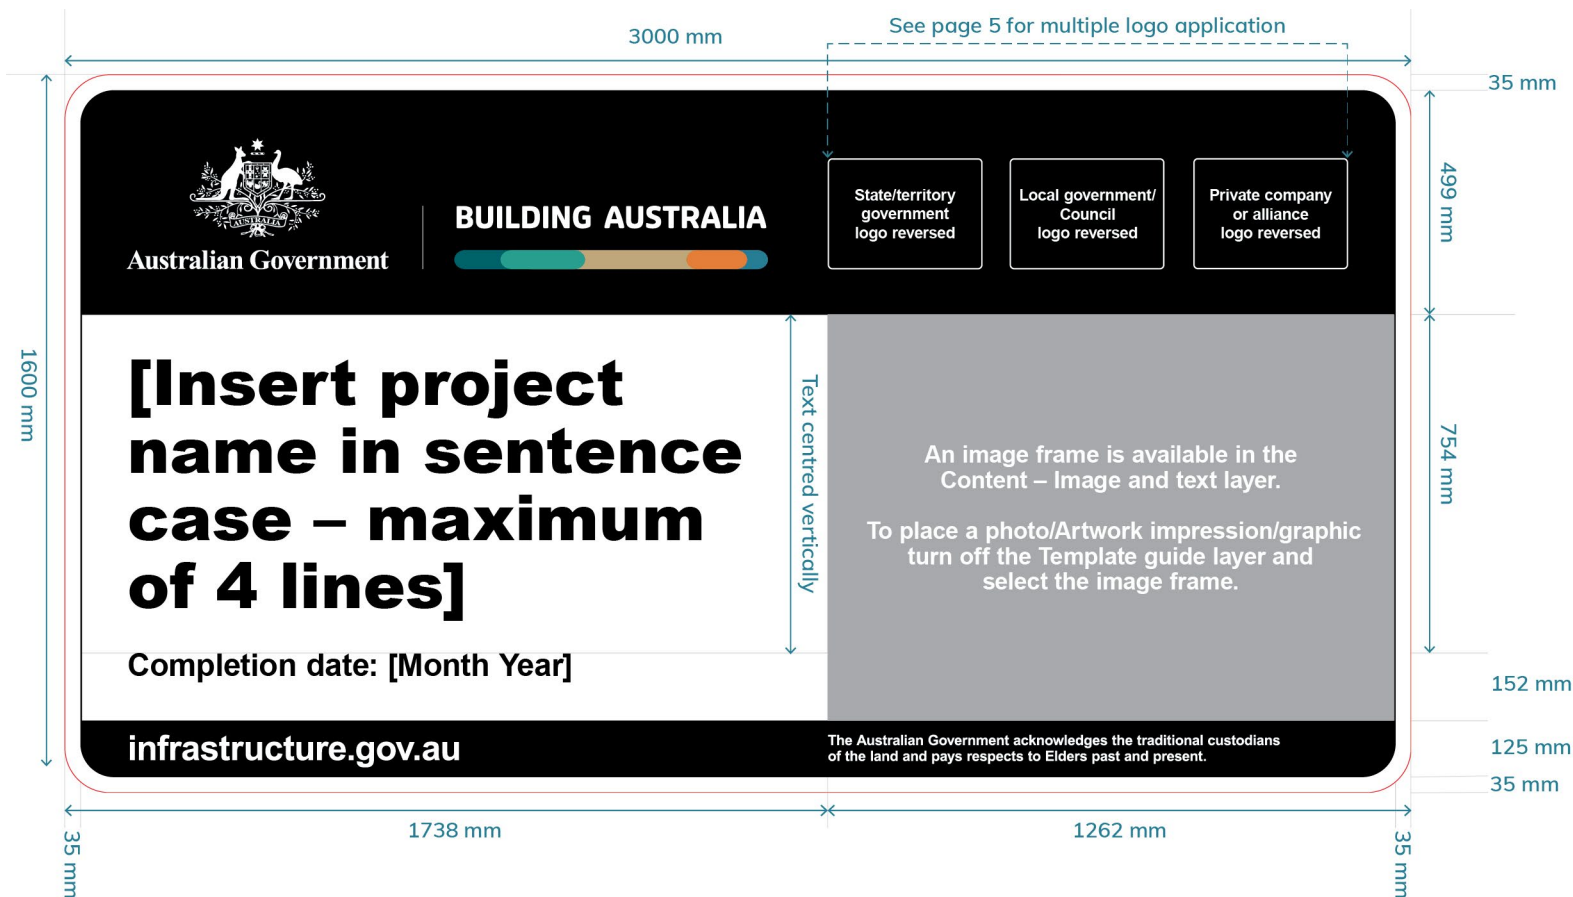 See page 5 for multiple logo application
3000 mm
35 mm
499 mm
AUSTRALIA
Australian Government
BUILDING AUSTRALIA
State/territory
government
logo reversed
Local government/
Council
logo reversed
Private company
or alliance
logo reversed
1600 mm
[Insert project
name in sentence
case – maximum
of 4 lines]
Completion date: [Month Year]
Text centred vertically
An image frame is available in the
Content – Image and text layer.
To place a photo/Artwork impression/graphic
turn off the Template guide layer and
select the image frame.
754 mm
152 mm
infrastructure.gov.au
The Australian Government acknowledges the traditional custodians
of the land and pays respects to Elders past and present.
125 mm
35 mm
1738 mm
1262 mm
35 mm
35 mm